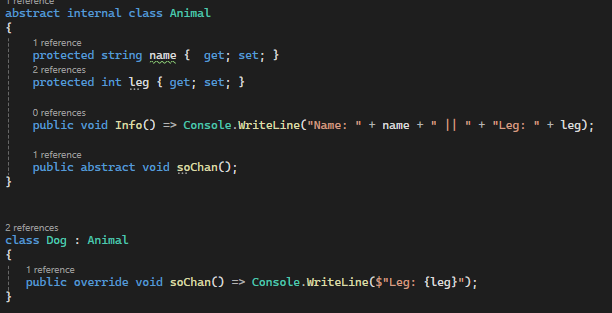 1 reference
abstract internal class Animal
{
1 reference
protected string name {  get; set; }
2 references
protected int leg { get; set; }
0 references
public void Info() => Console.WriteLine("Name: " + name + " || " + "Leg: " + leg);
1 reference
public abstract void soChan();
}
2 references
class Dog : Animal
{
1 reference
public override void soChan() => Console.WriteLine($"Leg: {leg}");
}